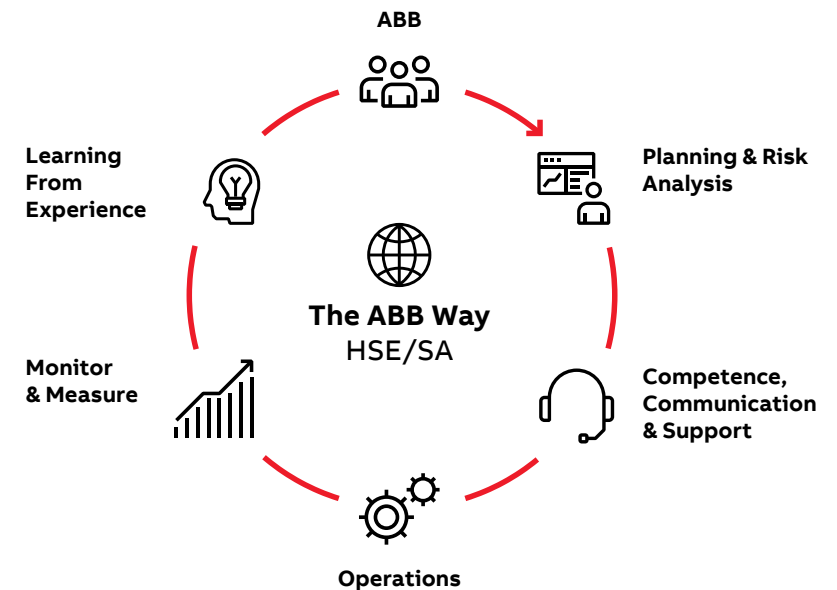 ABB
Planning & Risk
Analysis
Competence,
Communication
& Support
Operations
Monitor
& Measure
Learning
From
Experience
The ABB Way
HSE/SA